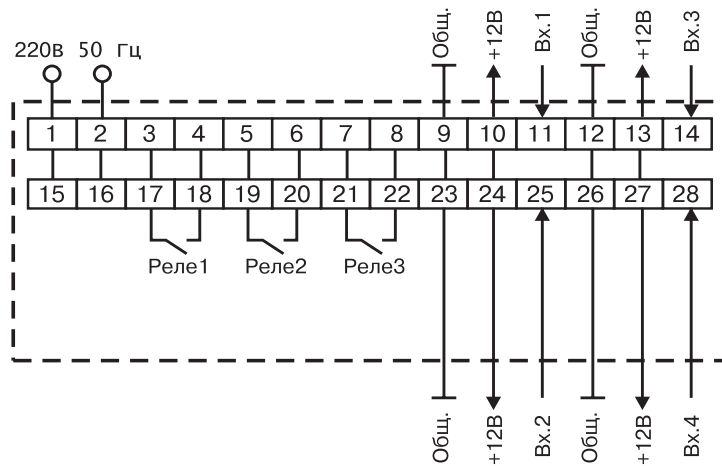 Общ. +12В Вх.1 Общ. +12В Вх.3
220В 50 Гц
1 2 3 4 5 6 7 8 9 10 11 12 13 14
15 16 17 18 19 20 21 22 23 24 25 26 27 28
Реле1 Реле2 Реле3
Общ. +12В Вх.2 Общ. +12В Вх.4